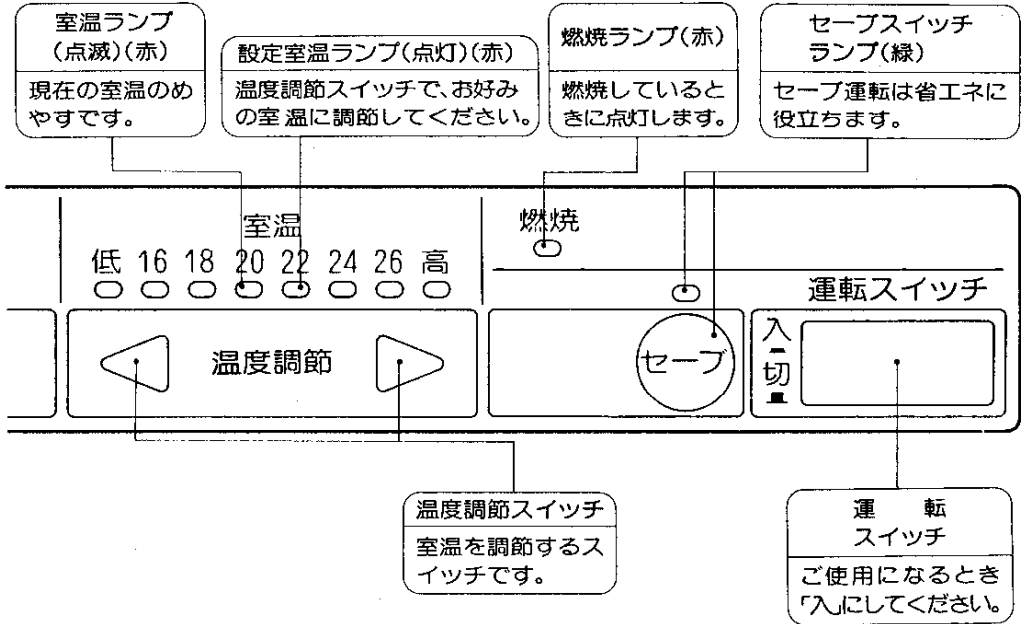 室温ランプ
(点滅)(赤)
現在の室温のめ
やすです。
設定室温ランプ(点灯)(赤)
温度調節スイッチで、お好み
の室温に調節してください。
燃焼ランプ(赤)
燃焼していると
きに点灯します。
セーブスイッチ
ランプ(緑)
セーブ運転は省エネに
役立ちます。
室温
低 16 18 20 22 24 26 高
燃焼
運転スイッチ
温度調節
セーブ
入
切
温度調節スイッチ
室温を調節するス
イッチです。
運 転
スイッチ
ご使用になるとき
「入」にしてください。